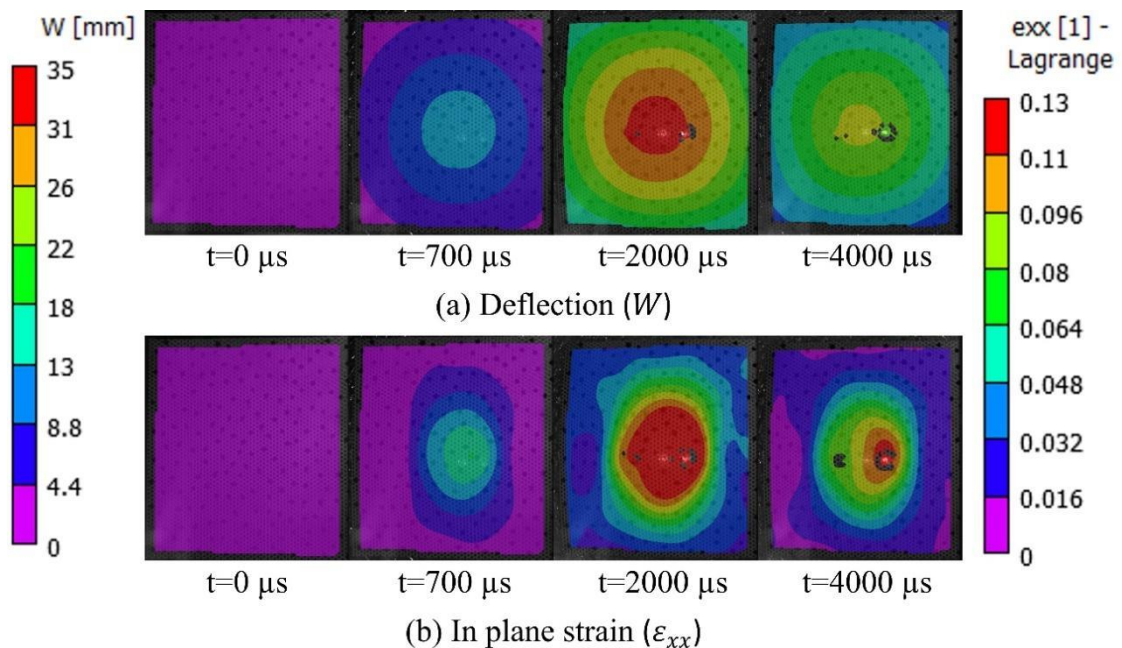 W [mm]
35
31
26
22
18
13
8.8
4.4
0
exx [1] -
Lagrange
0.13
0.11
0.096
0.08
0.064
0.048
0.032
0.016
0
t=0 µs t=700 µs t=2000 µs t=4000 µs
(a) Deflection (W)
t=0 µs t=700 µs t=2000 µs t=4000 µs
(b) In plane strain (εxx)